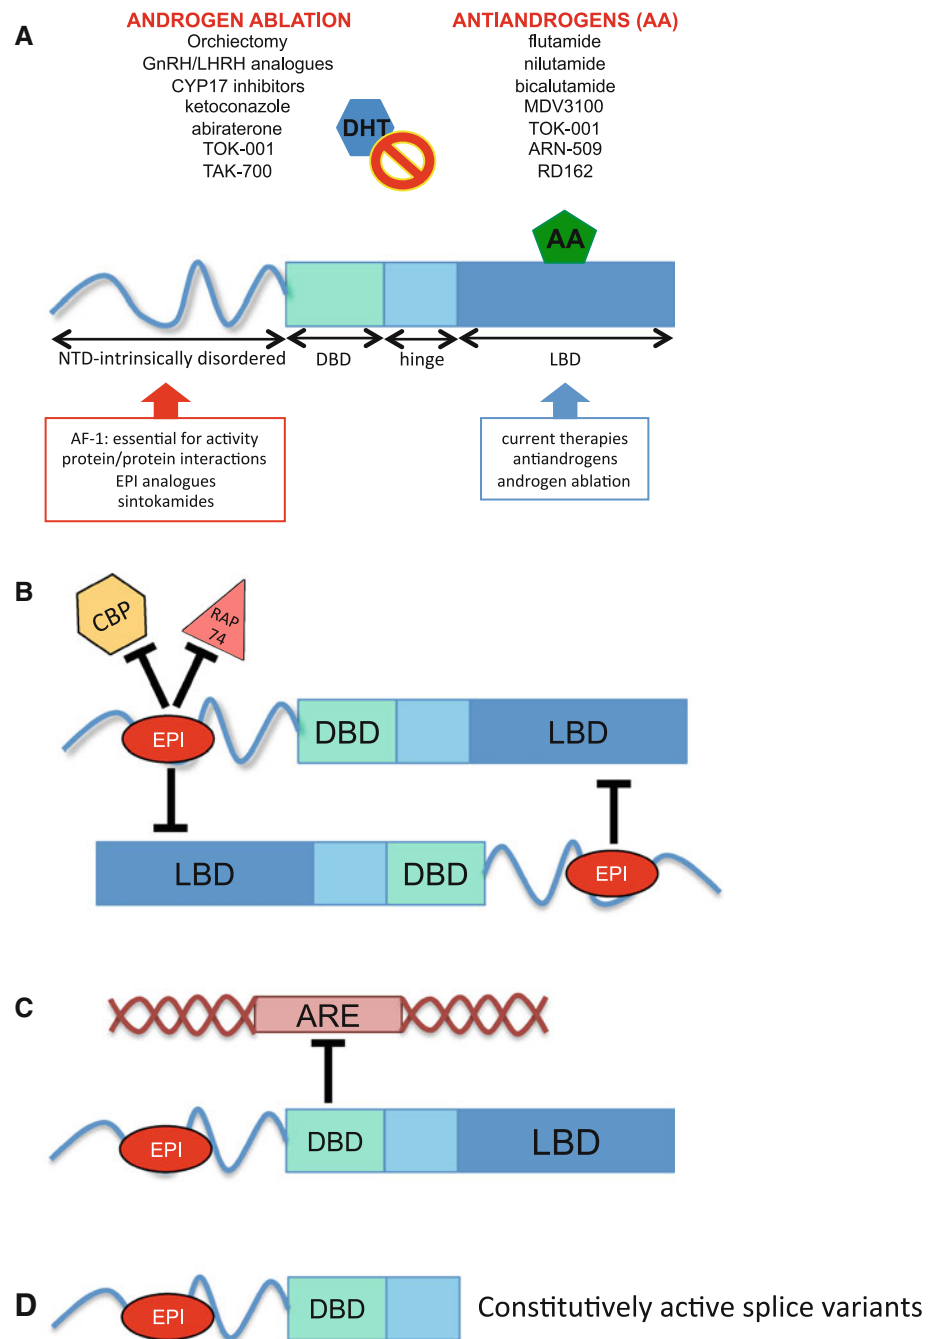 A
ANDROGEN ABLATION
Orchiectomy
GnRH/LHRH analogues
CYP17 inhibitors
ketoconazole
abiraterone
TOK-001
TAK-700
DHT
ANTIANDROGENS (AA)
flutamide
nilutamide
bicalutamide
MDV3100
TOK-001
ARN-509
RD162
AA
NTD-intrinsically disordered
DBD
hinge
LBD
AF-1: essential for activity
protein/protein interactions
EPI analogues
sintokamides
current therapies
antiandrogens
androgen ablation
B
CBP
RAP
74
EPI
DBD
LBD
LBD
DBD
EPI
C
ARE
EPI
DBD
LBD
D
EPI
DBD
Constitutively active splice variants